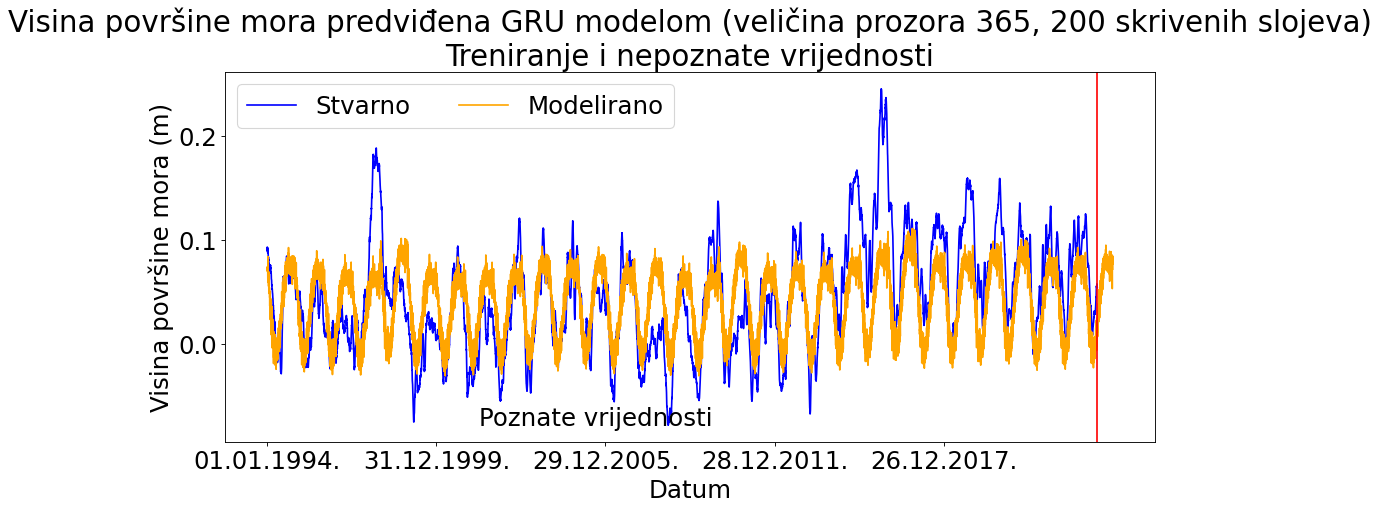 Visina površine mora predviđena GRU modelom (veličina prozora 365, 200 skrivenih slojeva)
Treniranje i nepoznate vrijednosti
Stvarno Modelirano
Visina površine mora (m)
0.2
0.1
0.0
Poznate vrijednosti
01.01.1994. 31.12.1999. 29.12.2005. 28.12.2011. 26.12.2017.
Datum